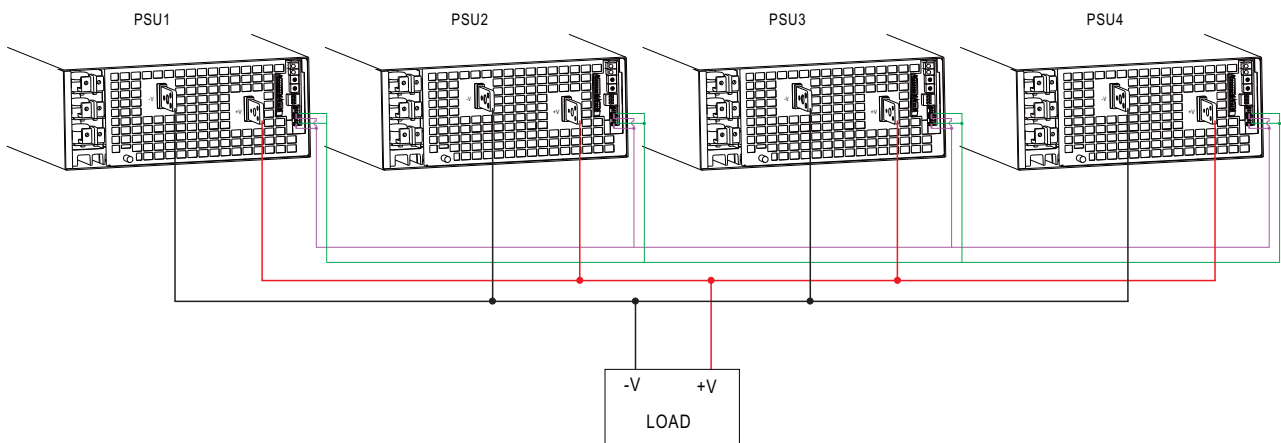 PSU1 PSU2 PSU3 PSU4
-V +V -V +V -V +V -V +V
-V +V
LOAD